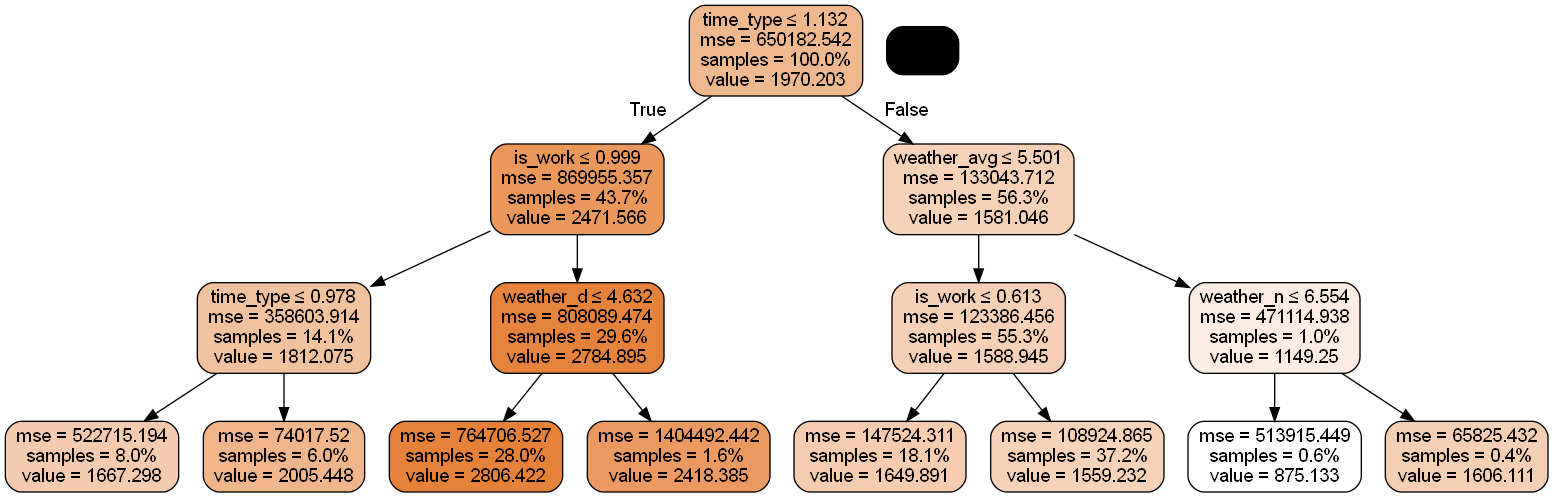 time_type ≤ 1.132
mse = 650182.542
samples = 100.0%
value = 1970.203
True
False
is_work ≤ 0.999
mse = 869955.357
samples = 43.7%
value = 2471.566
weather_avg ≤ 5.501
mse = 133043.712
samples = 56.3%
value = 1581.046
time_type ≤ 0.978
mse = 358603.914
samples = 14.1%
value = 1812.075
weather_d ≤ 4.632
mse = 808089.474
samples = 29.6%
value = 2784.895
is_work ≤ 0.613
mse = 123386.456
samples = 55.3%
value = 1588.945
weather_n ≤ 6.554
mse = 471114.938
samples = 1.0%
value = 1149.25
mse = 522715.194
samples = 8.0%
value = 1667.298
mse = 74017.52
samples = 6.0%
value = 2005.448
mse = 764706.527
samples = 28.0%
value = 2806.422
mse = 1404492.442
samples = 1.6%
value = 2418.385
mse = 147524.311
samples = 18.1%
value = 1649.891
mse = 108924.865
samples = 37.2%
value = 1559.232
mse = 513915.449
samples = 0.6%
value = 875.133
mse = 65825.432
samples = 0.4%
value = 1606.111